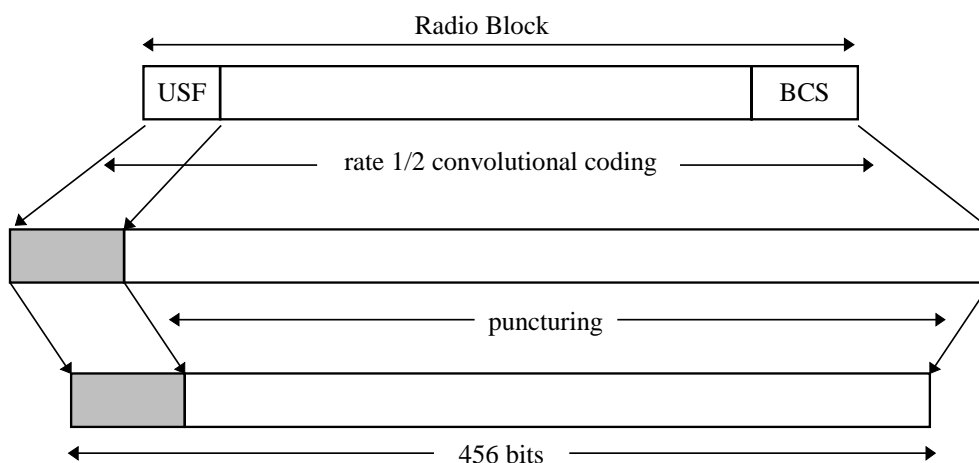 Radio Block
USF BCS
rate 1/2 convolutional coding
puncturing
456 bits